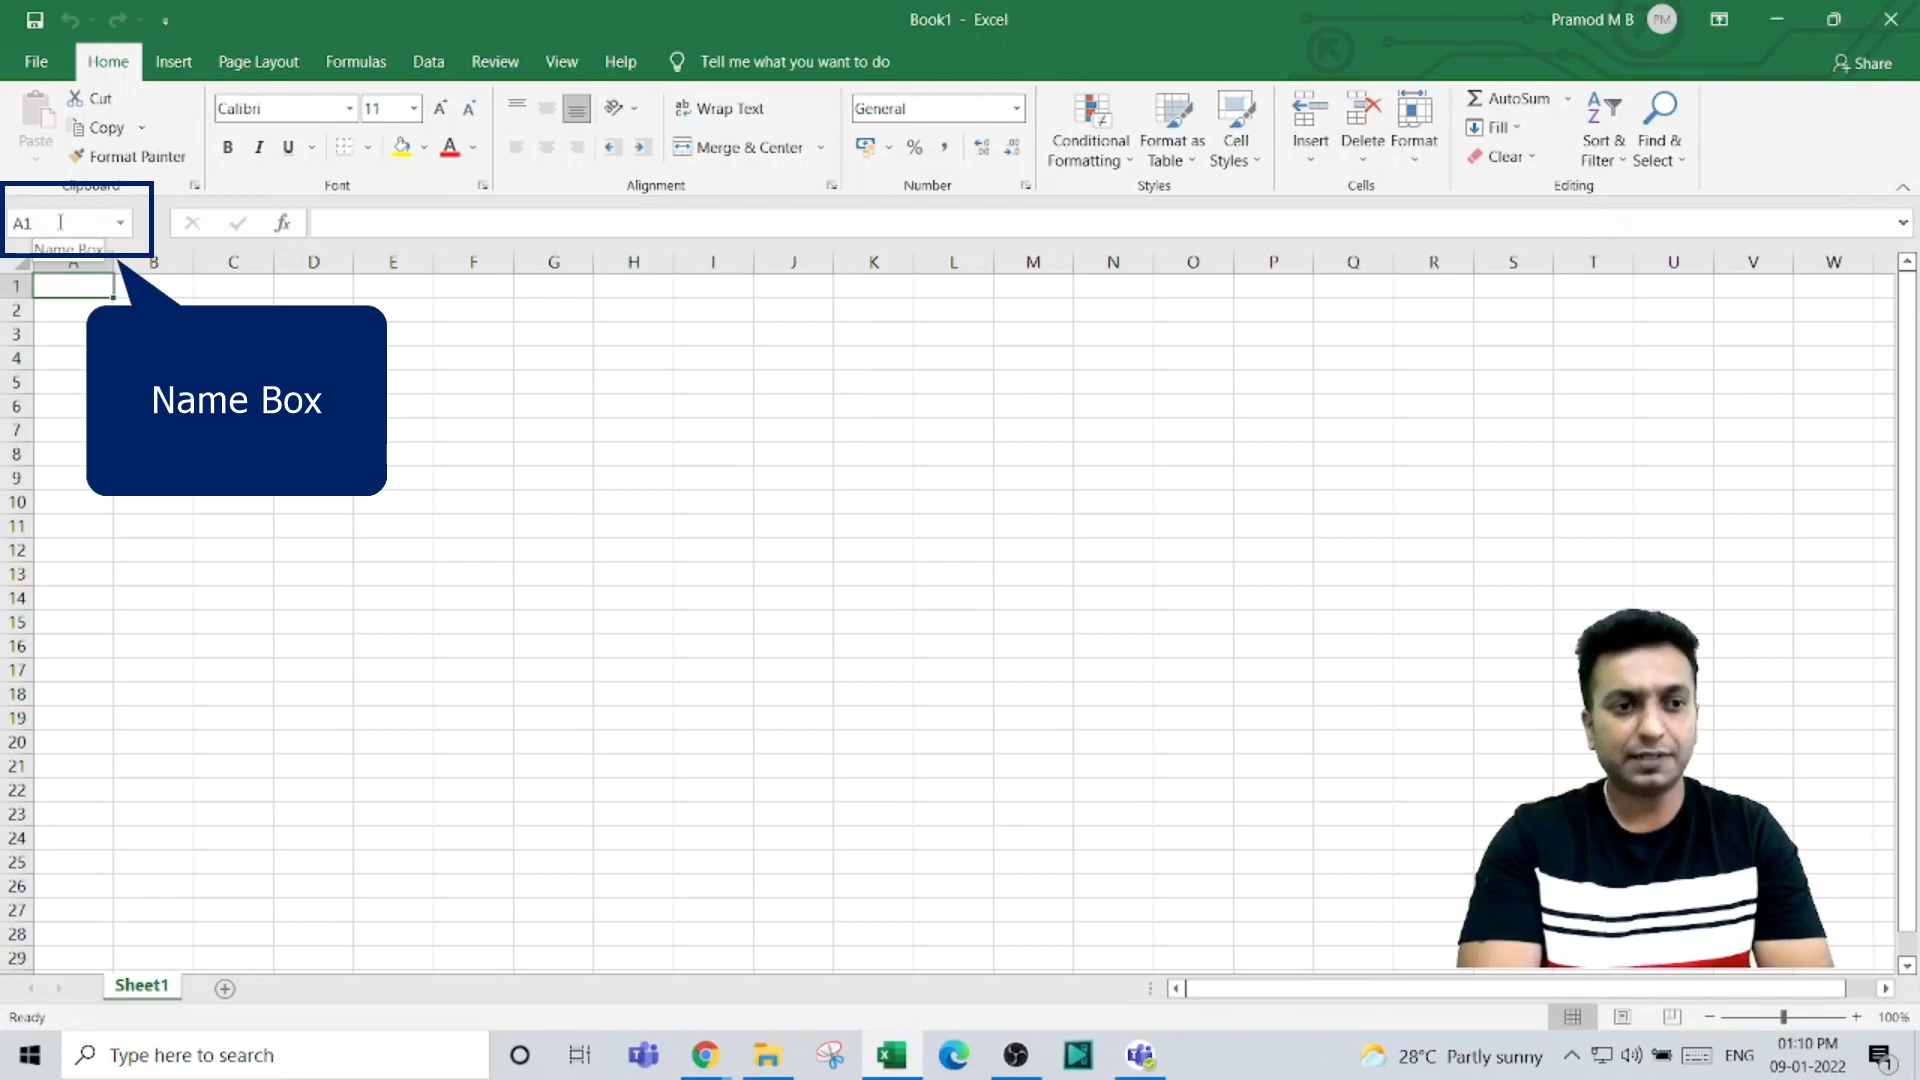 Book1 - Excel
Pramod M B
PM
File Home Insert Page Layout Formulas Data Review View Help Tell me what you want to do
Share
Cut
Copy
Format Painter
Paste
Clipboard
Calibri 11
B I U
Font
Wrap Text
Merge & Center
Alignment
General
% ,
Number
Conditional Formatting
Format as Table
Cell Styles
Styles
Insert Delete Format
Cells
AutoSum
Fill
Clear
Sort & Filter
Find & Select
Editing
A1
fx
Name Box
A B C D E F G H I J K L M N O P Q R S T U V W
1
2
3
4
5
6
7
8
9
10
11
12
13
14
15
16
17
18
19
20
21
22
23
24
25
26
27
28
29
Name Box
Sheet1
Ready
100%
Type here to search
28°C Partly sunny
ENG
01:10 PM
09-01-2022
1